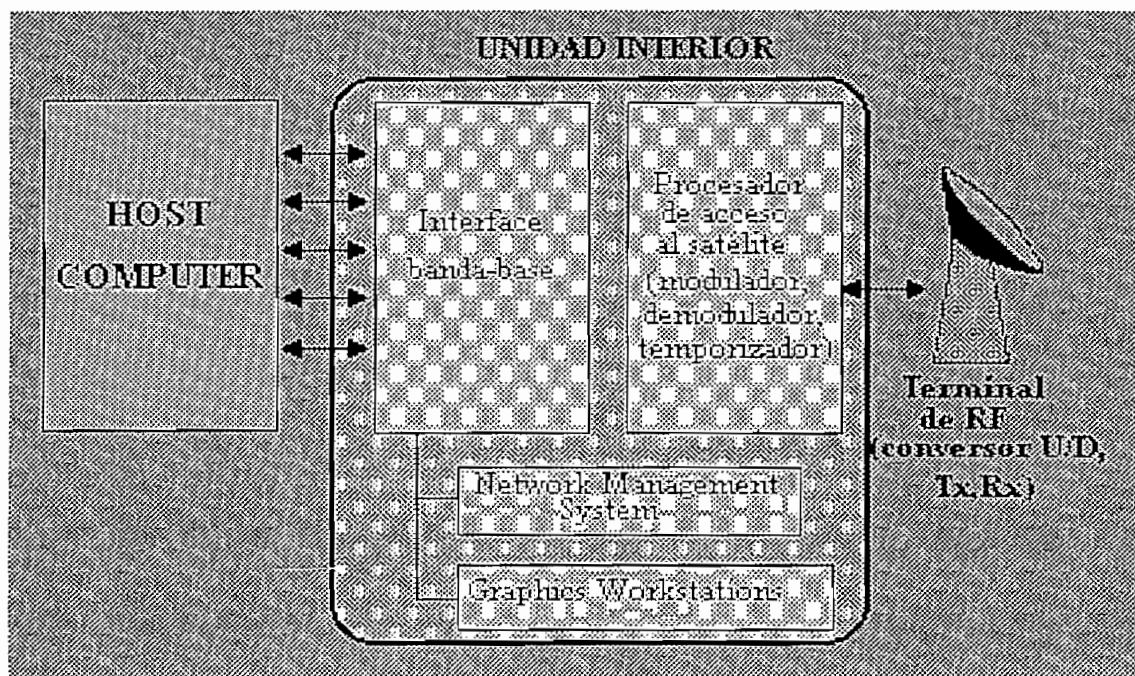 UNIDAD INTERIOR
HOST
COMPUTER
Interface
banda-base
Procesador
de acceso
al satélite
(modulador,
demodulador,
temporizador)
Terminal
de RF
(conversor U/D,
Tx,Rx)
Network Management
System
Graphics Workstations